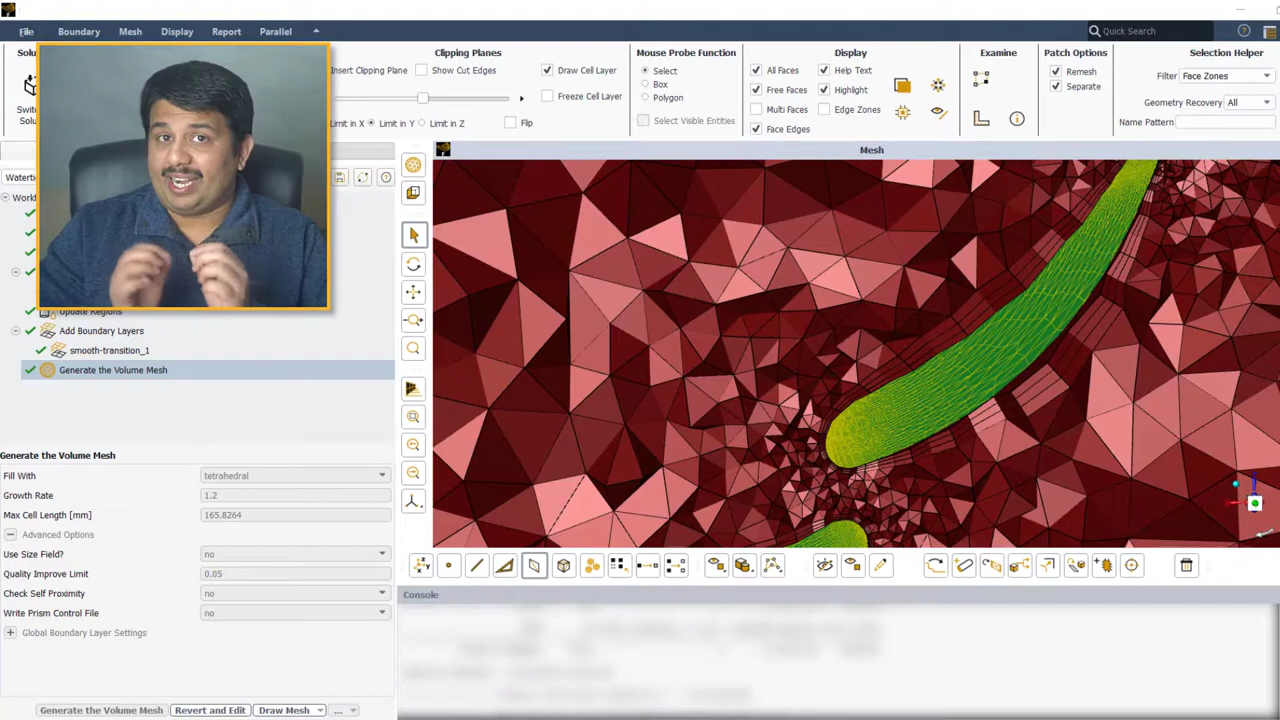 File Boundary Mesh Display Report Parallel Quick Search
Solu Insert Clipping Plane
Swit
Solu
Clipping Planes
Show Cut Edges Draw Cell Layer
Freeze Cell Layer
Limit in X Limit in Y Limit in Z Flip
Mouse Probe Function
Select
Box
Polygon
Select Visible Entities
Display
All Faces Help Text
Free Faces Highlight
Multi Faces Edge Zones
Face Edges
Examine
Patch Options
Remesh
Separate
Selection Helper
Filter Face Zones
Geometry Recovery All
Name Pattern
Mesh
Watertig
Worl
Update Regions
Add Boundary Layers
smooth-transition_1
Generate the Volume Mesh
Generate the Volume Mesh
Fill With tetrahedral
Growth Rate 1.2
Max Cell Length [mm] 165.8264
Advanced Options
Use Size Field? no
Quality Improve Limit 0.05
Check Self Proximity no
Write Prism Control File no
Global Boundary Layer Settings
Generate the Volume Mesh Revert and Edit Draw Mesh ...
Console